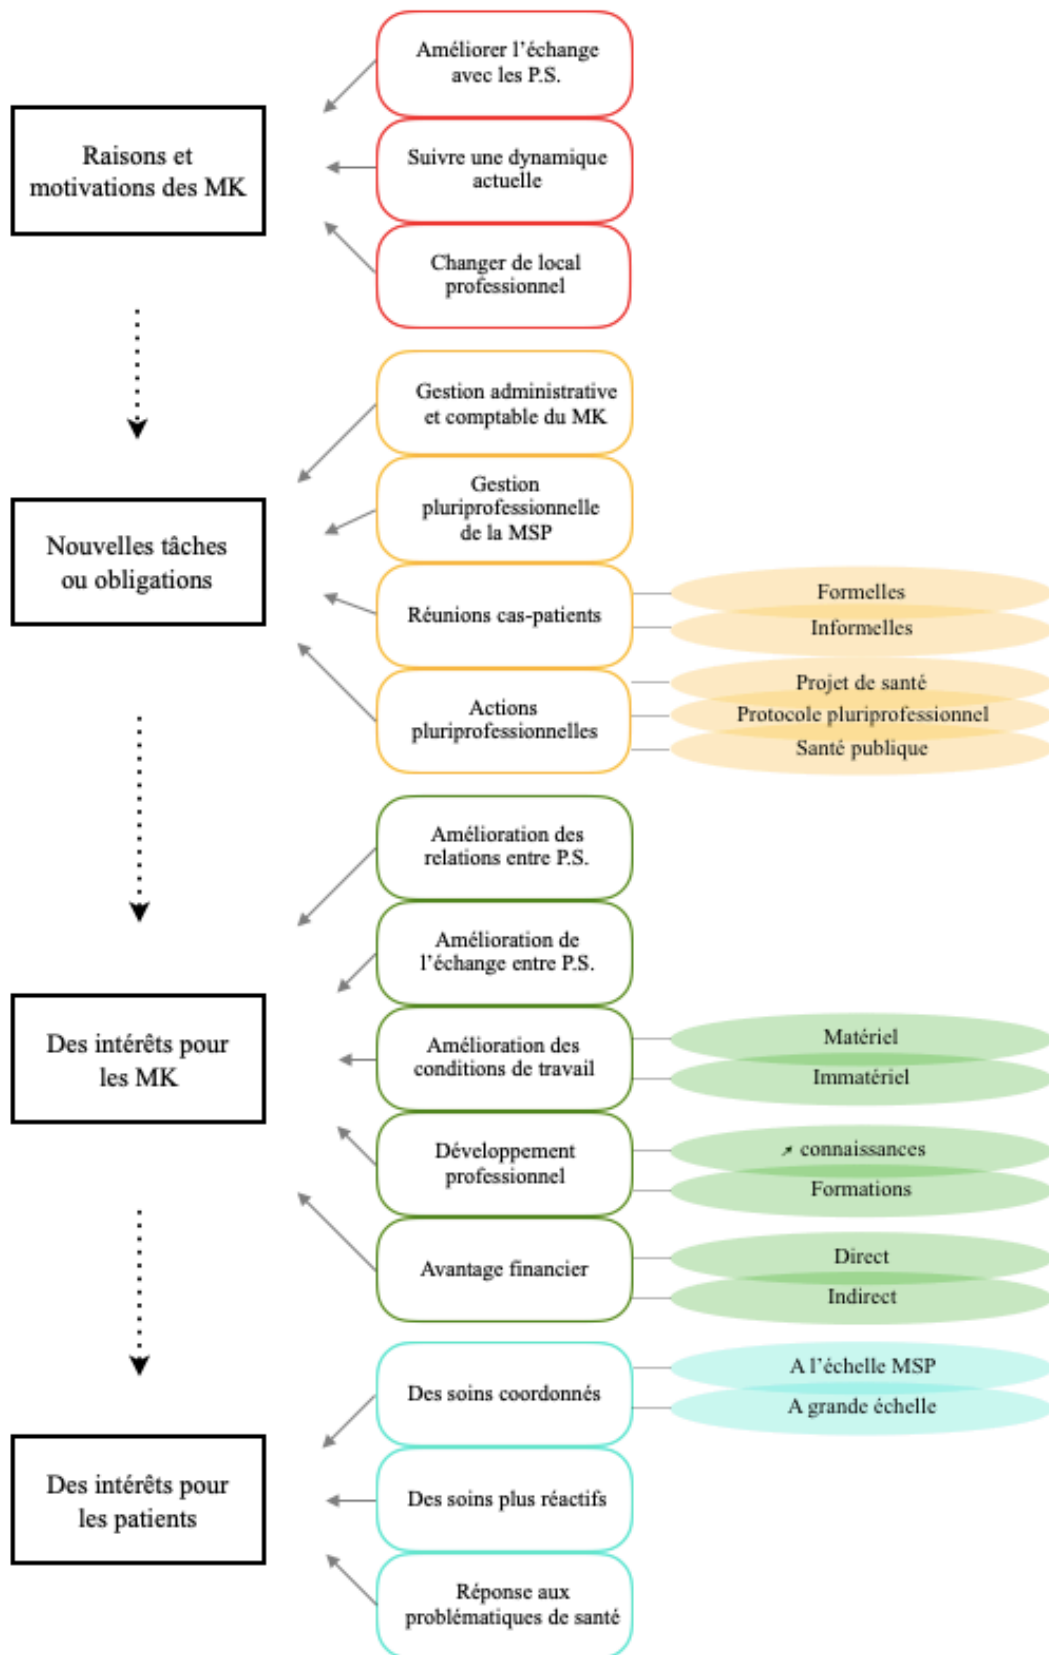 Améliorer l’échange
avec les P.S.
Raisons et
motivations des MK
Suivre une dynamique
actuelle
Changer de local
professionnel
Gestion administrative
et comptable du MK
Gestion
pluriprofessionnelle
de la MSP
Nouvelles tâches
ou obligations
Réunions cas-patients
Formelles
Informelles
Actions
pluriprofessionnelles
Projet de santé
Protocole pluriprofessionnel
Santé publique
Amélioration des
relations entre P.S.
Amélioration de
l’échange entre P.S.
Des intérêts pour
les MK
Amélioration des
conditions de travail
Matériel
Immatériel
Développement
professionnel
➚ connaissances
Formations
Avantage financier
Direct
Indirect
Des soins coordonnés
A l’échelle MSP
A grande échelle
Des intérêts pour
les patients
Des soins plus réactifs
Réponse aux
problématiques de santé